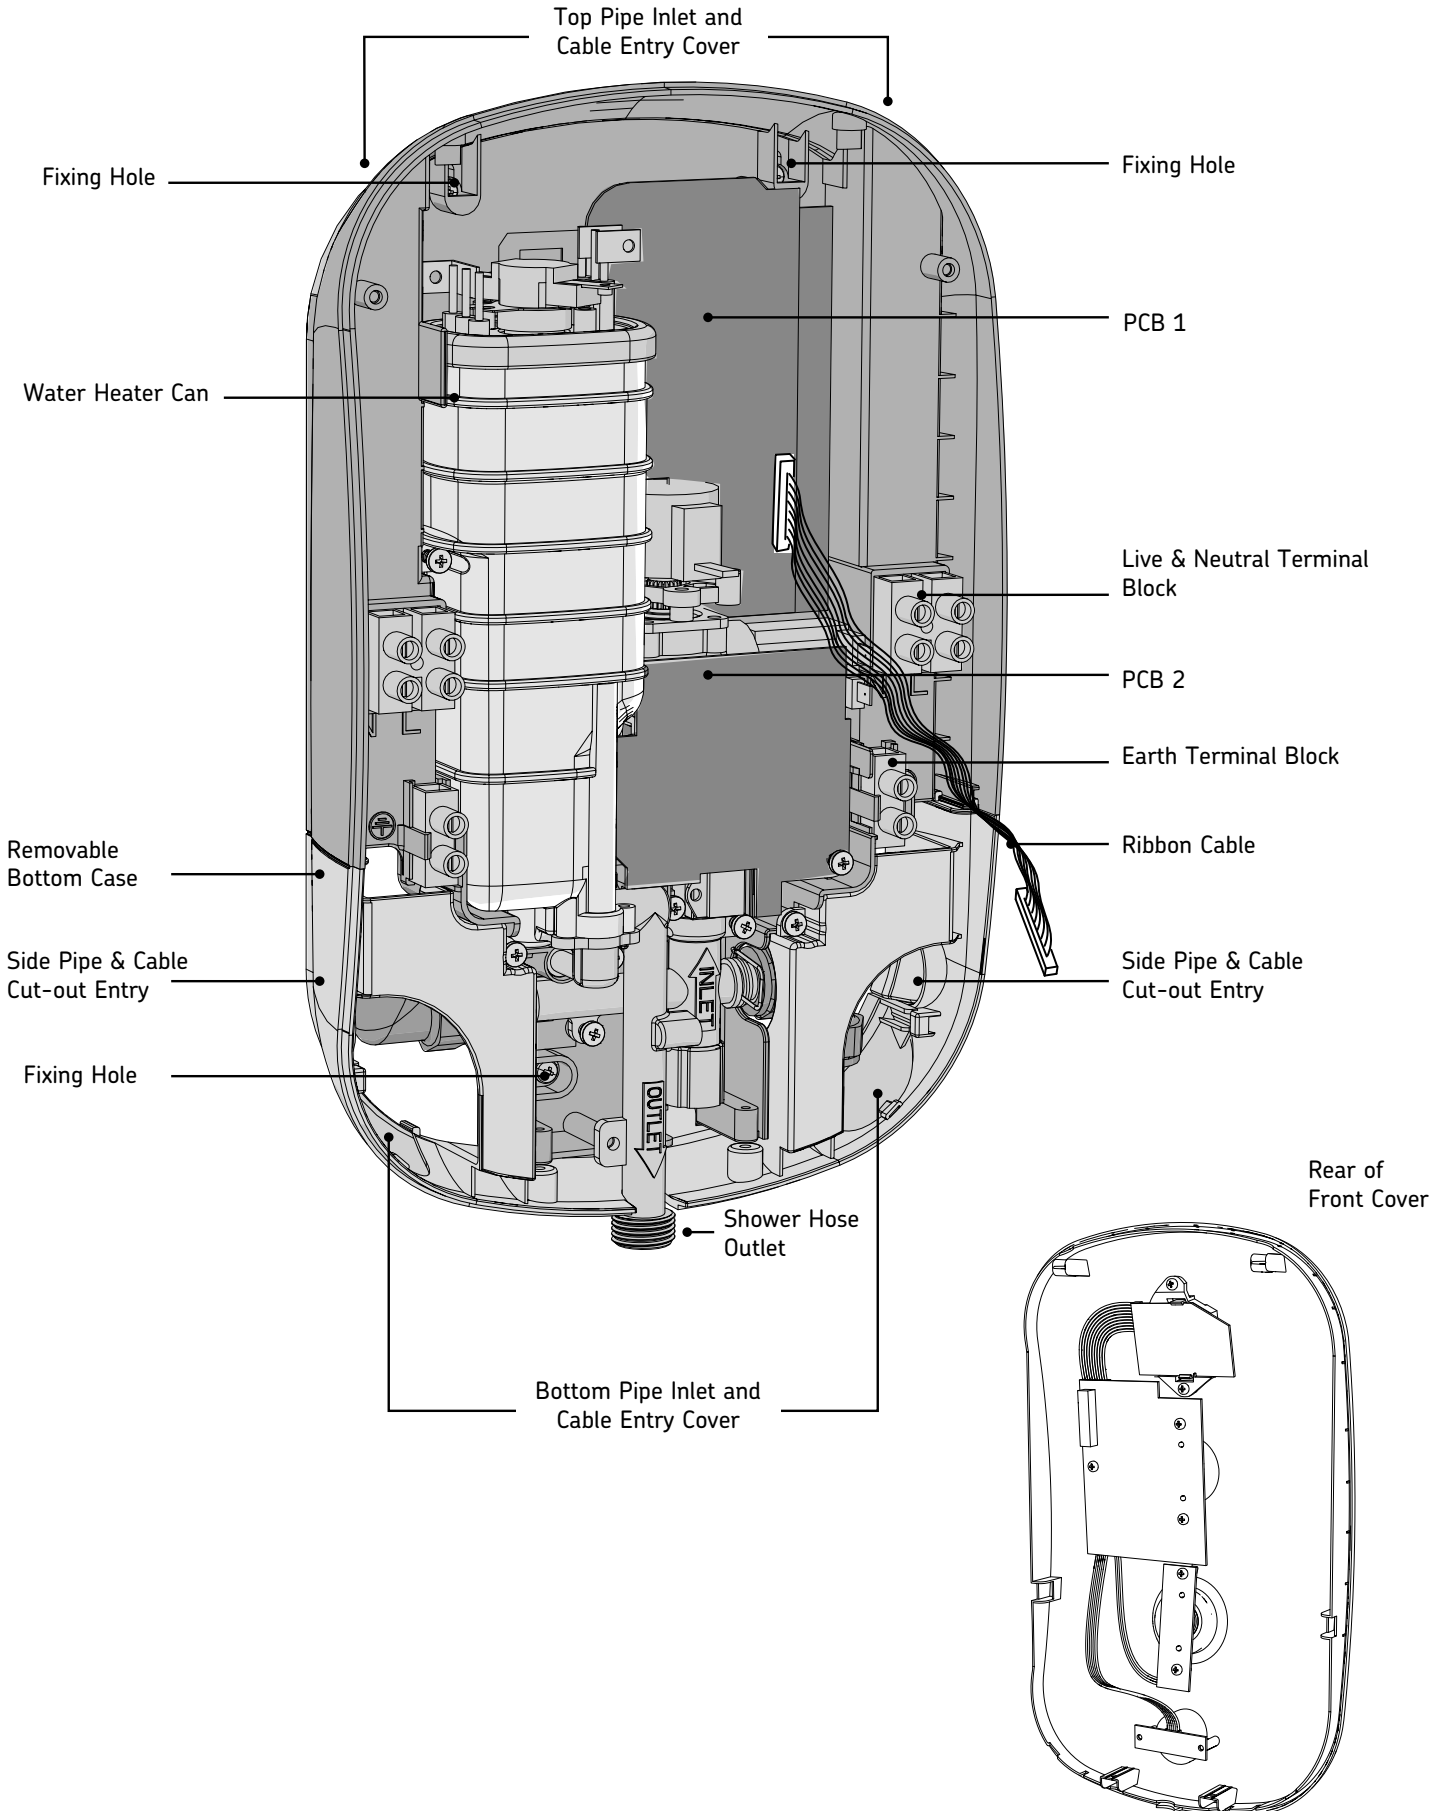 Top Pipe Inlet and
Cable Entry Cover
Fixing Hole
Fixing Hole
PCB 1
Water Heater Can
Live & Neutral Terminal
Block
PCB 2
Earth Terminal Block
Removable
Bottom Case
Ribbon Cable
Side Pipe & Cable
Cut-out Entry
Side Pipe & Cable
Cut-out Entry
INLET
Fixing Hole
OUTLET
Rear of
Front Cover
Shower Hose
Outlet
Bottom Pipe Inlet and
Cable Entry Cover